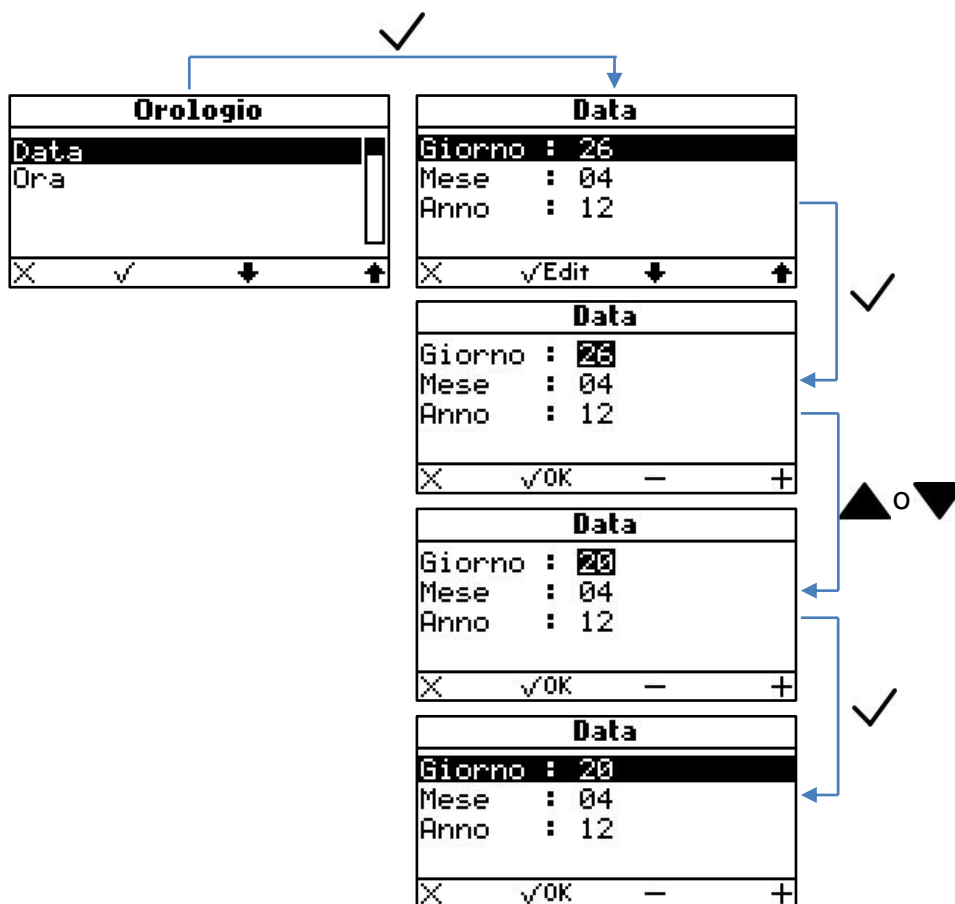 Orologio
Data
Ora
Data
Giorno : 26
Mese : 04
Anno : 12
√Edit
Data
Giorno : 26
Mese : 04
Anno : 12
√OK — +
o
Data
Giorno : 20
Mese : 04
Anno : 12
√OK — +
Data
Giorno : 20
Mese : 04
Anno : 12
√OK — +